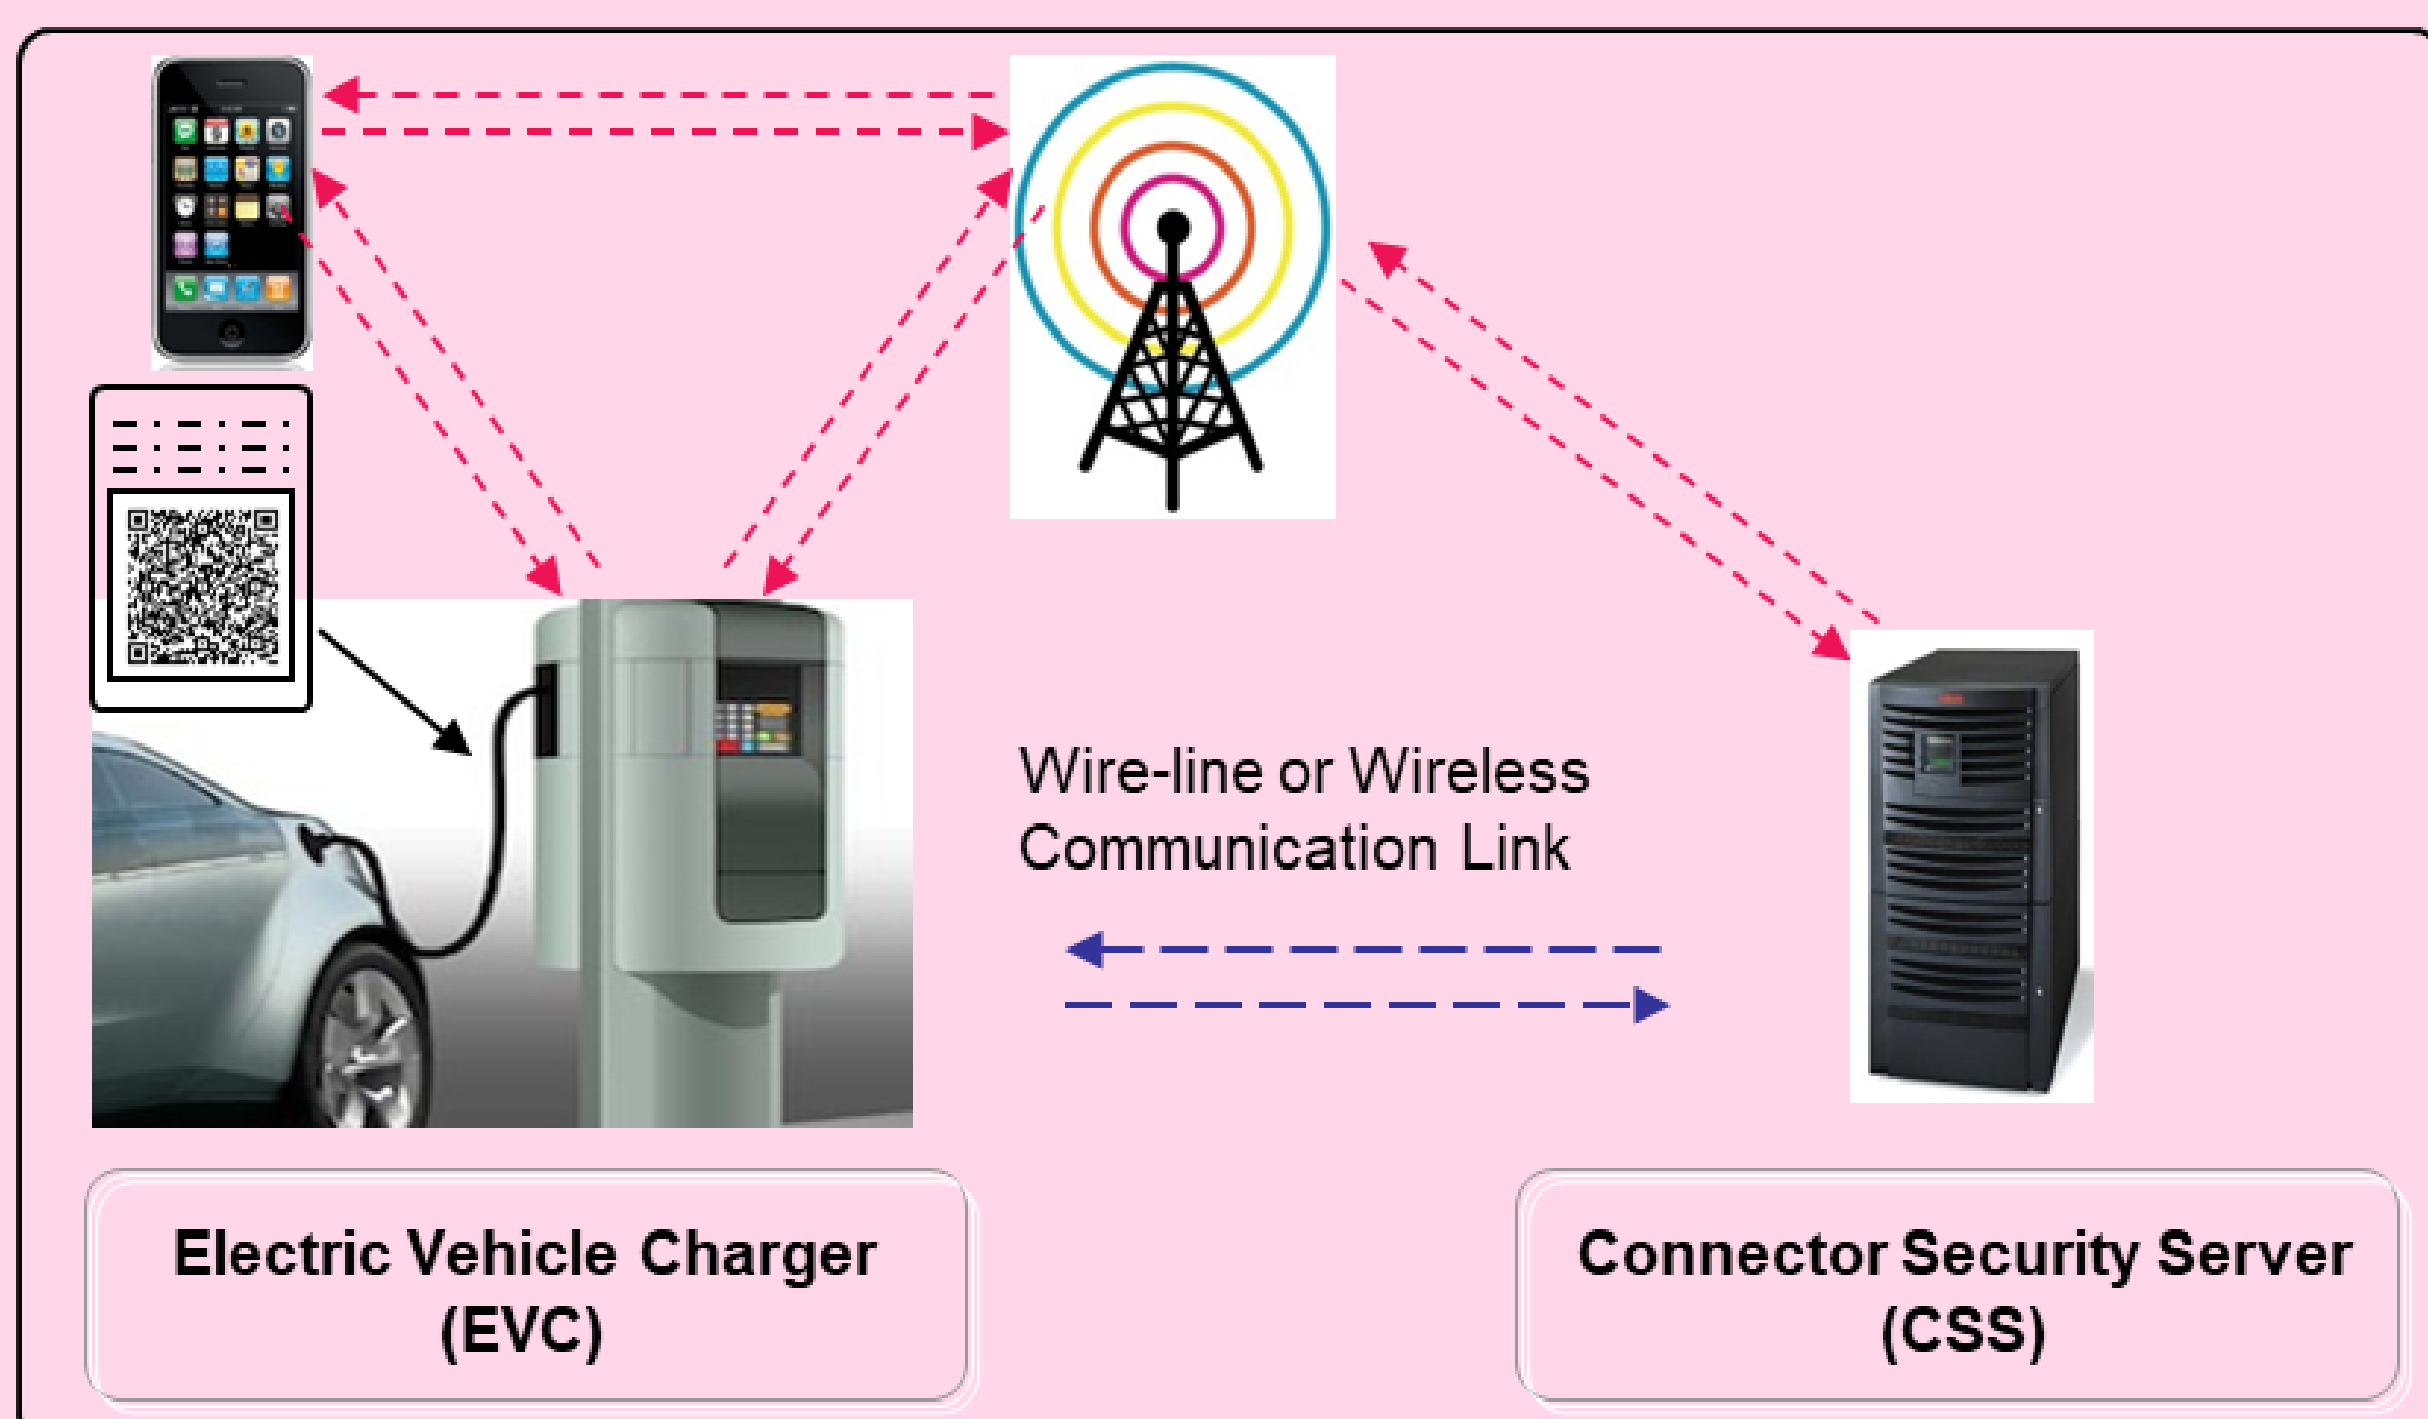 Wire-line or Wireless
Communication Link
Electric Vehicle Charger
(EVC)
Connector Security Server
(CSS)